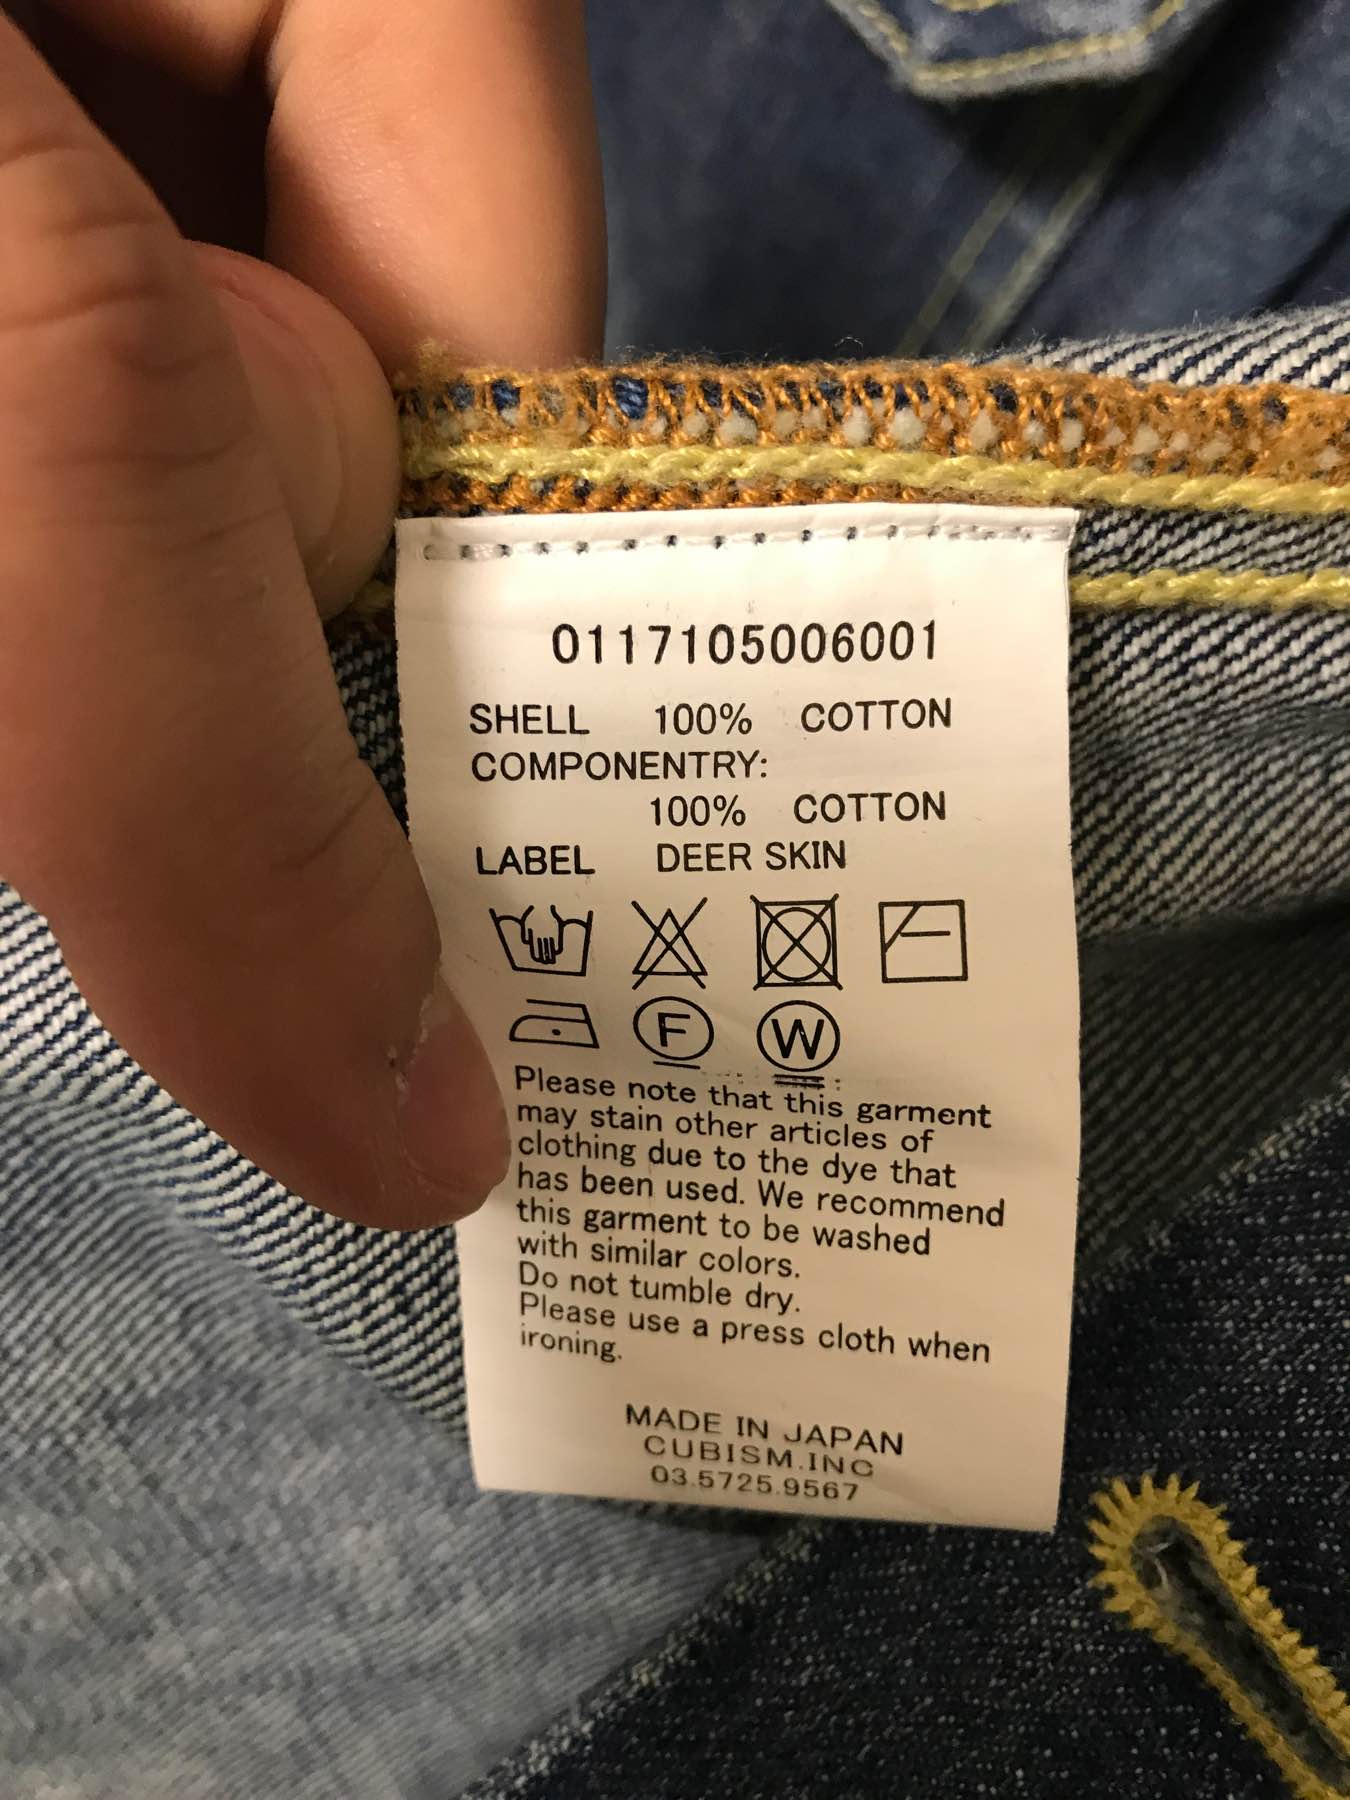 0117105006001
SHELL 100% COTTON
COMPONENTRY:
100% COTTON
LABEL DEER SKIN
F W
Please note that this garment
may stain other articles of
clothing due to the dye that
has been used. We recommend
this garment to be washed
with similar colors.
Do not tumble dry.
Please use a press cloth when
ironing.
MADE IN JAPAN
CUBISM.INC
03.5725.9567